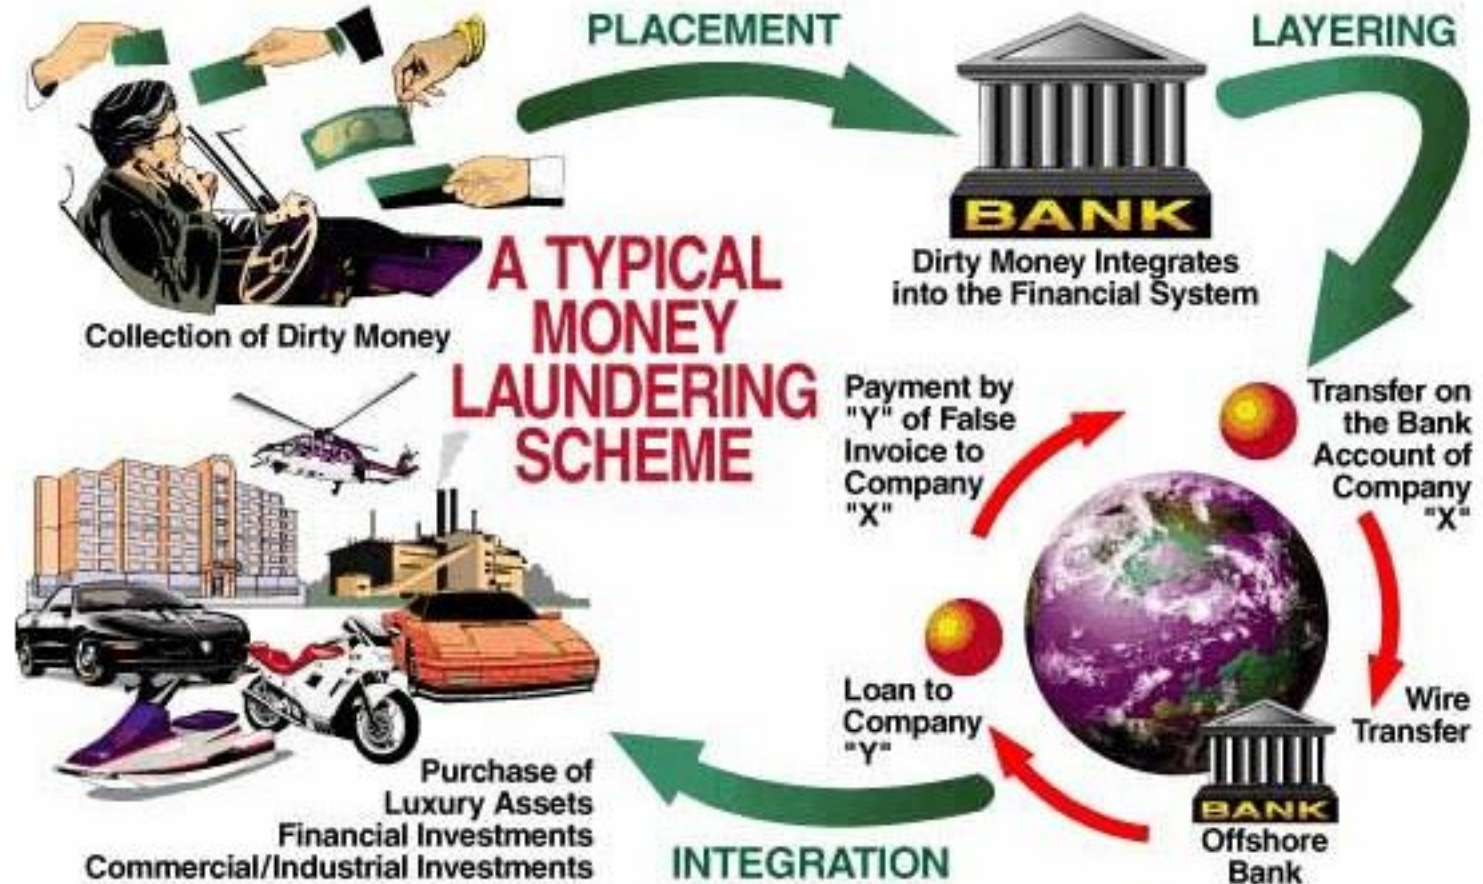 PLACEMENT
LAYERING
BANK
Dirty Money Integrates
into the Financial System
Collection of Dirty Money
A TYPICAL
MONEY
LAUNDERING
SCHEME
Transfer on
the Bank
Account of
Company
"X"
Wire
Transfer
BANK
Offshore
Bank
Loan to
Company
"Y"
Payment by
"Y" of False
Invoice to
Company
"X"
INTEGRATION
Purchase of
Luxury Assets
Financial Investments
Commercial/Industrial Investments